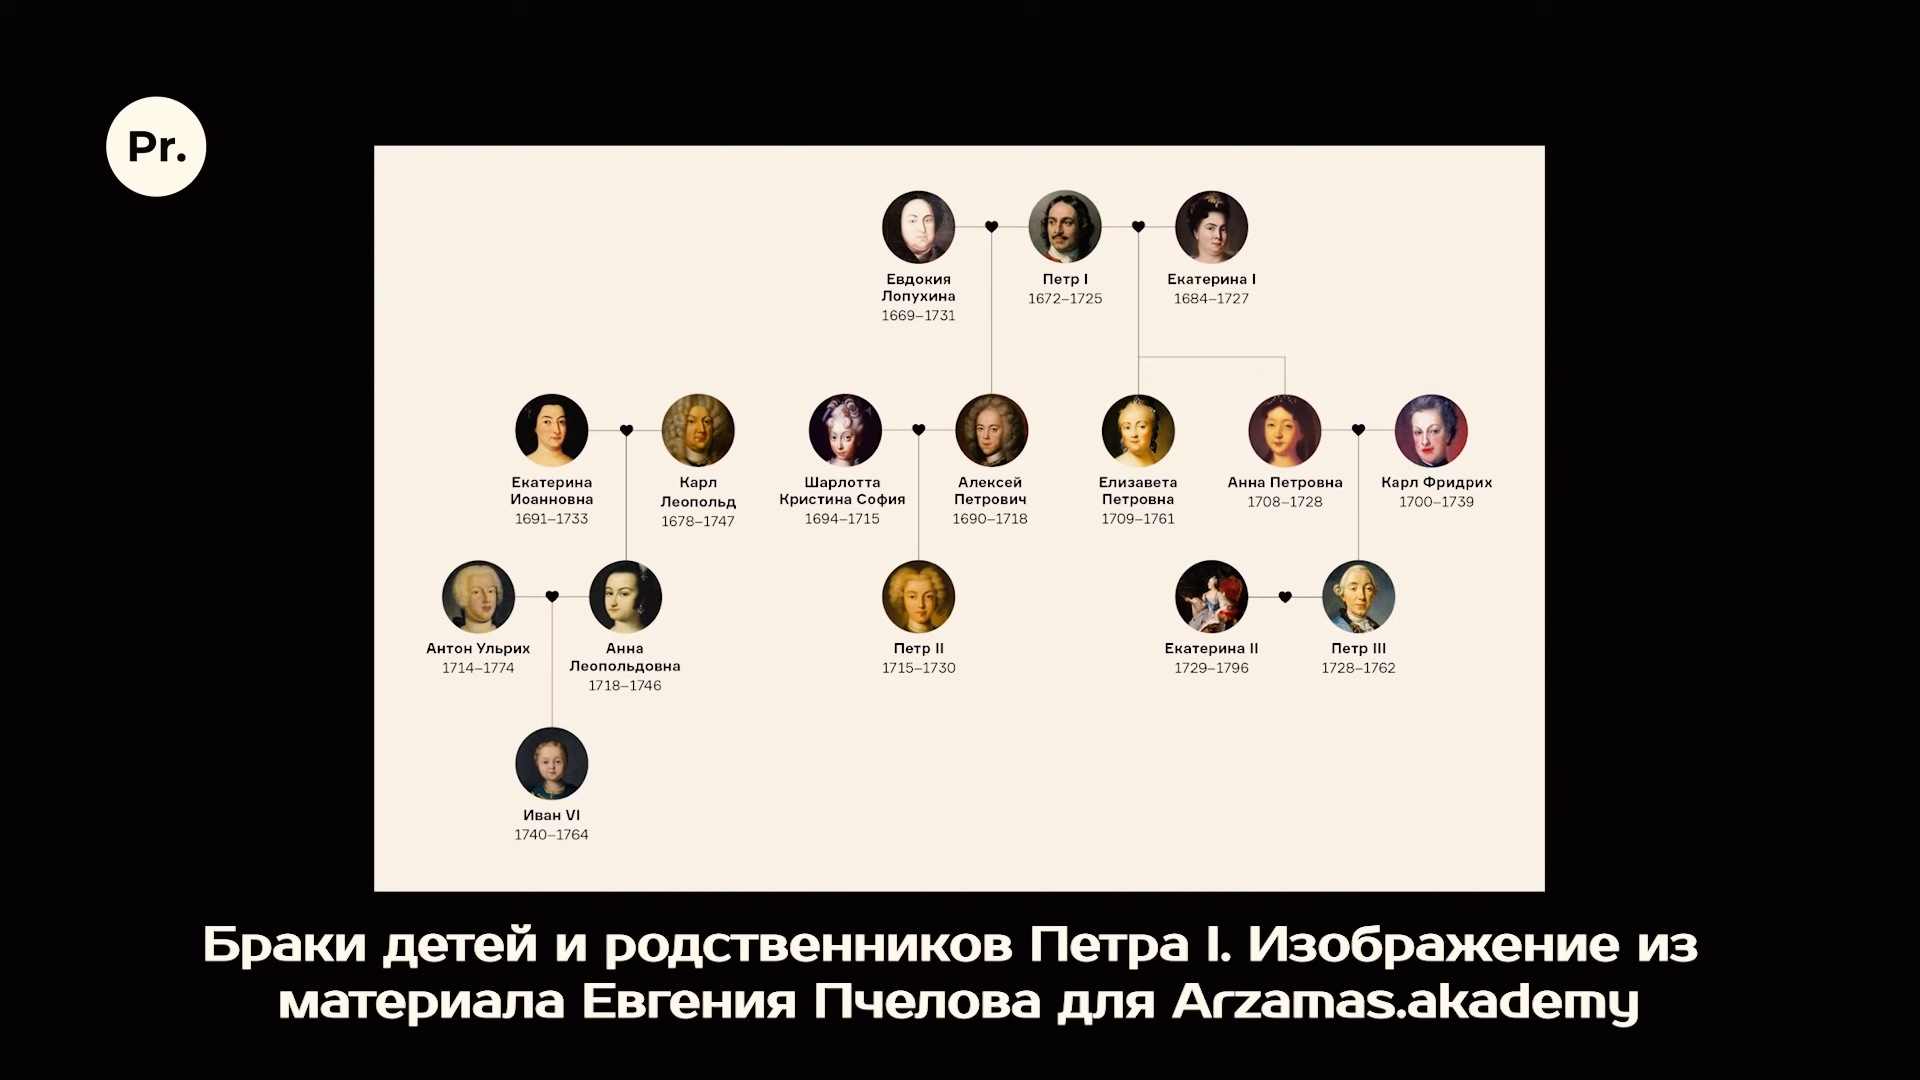 Pr.
Евдокия
Лопухина
1669–1731
Петр I
1672–1725
Екатерина I
1684–1727
Екатерина
Иоанновна
1691–1733
Карл
Леопольд
1678–1747
Шарлотта
Кристина София
1694–1715
Алексей
Петрович
1690–1718
Елизавета
Петровна
1709–1761
Анна Петровна
1708–1728
Карл Фридрих
1700–1739
Антон Ульрих
1714–1774
Анна
Леопольдовна
1718–1746
Петр II
1715–1730
Екатерина II
1729–1796
Петр III
1728–1762
Иван VI
1740–1764
Браки детей и родственников Петра I. Изображение из
материала Евгения Пчелова для Arzamas.akademy